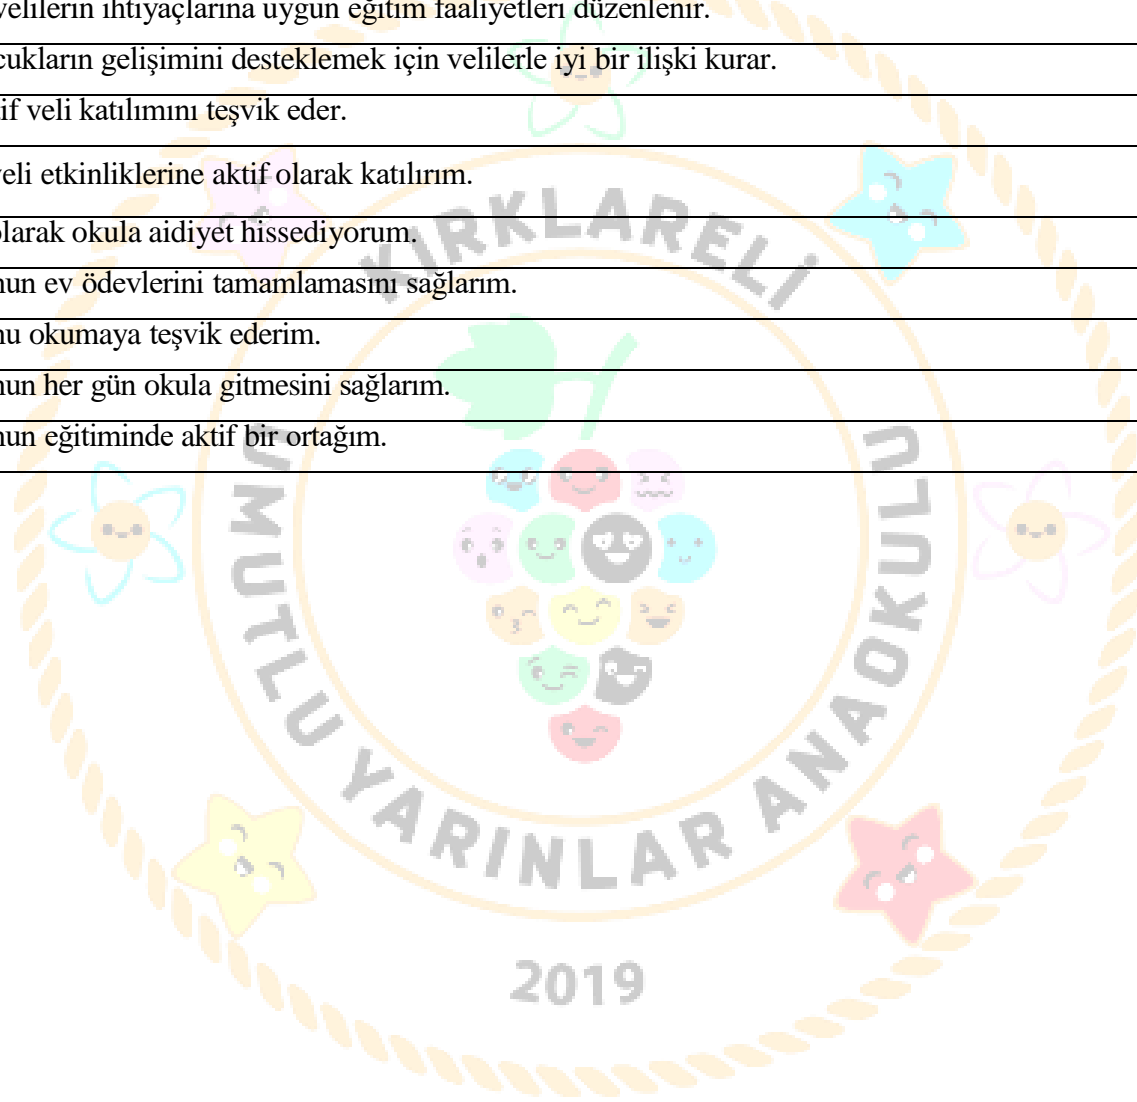 velilerin ihtiyaçlarına uygun eğitim faaliyetleri düzenlenir.
cukların gelişimini desteklemek için velilerle iyi bir ilişki kurar.
if veli katılımını teşvik eder.
veli etkinliklerine aktif olarak katılırım.
olarak okula aidiyet hissediyorum.
nun ev ödevlerini tamamlamasını sağlarım.
nu okumaya teşvik ederim.
nun her gün okula gitmesini sağlarım.
nun eğitiminde aktif bir ortağım.
KIRKLARELİ
UMUTLU YARINLAR ANAOKULU
2019